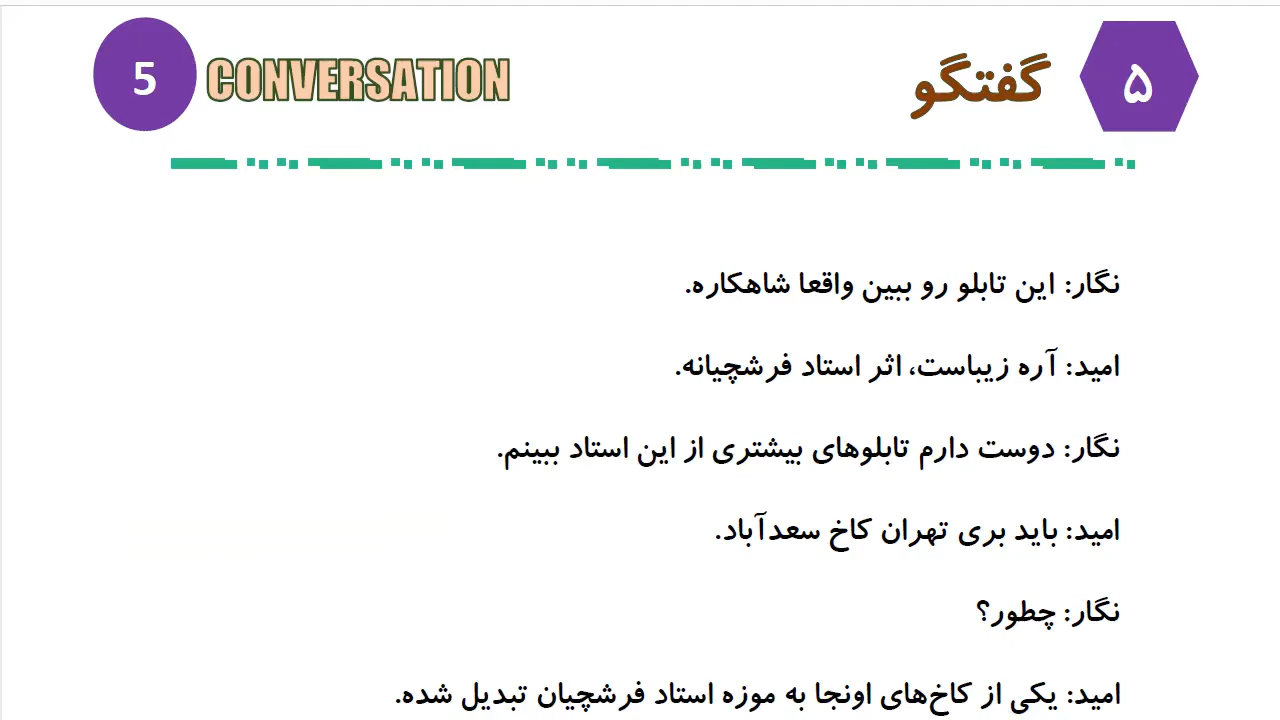 5 CONVERSATION
گفتگو ۵
نگار: این تابلو رو ببین واقعا شاهکاره.
امید: آره زیباست، اثر استاد فرشچیانه.
نگار: دوست دارم تابلوهای بیشتری از این استاد ببینم.
امید: باید بری تهران کاخ سعدآباد.
نگار: چطور؟
امید: یکی از کاخ‌های اونجا به موزه استاد فرشچیان تبدیل شده.